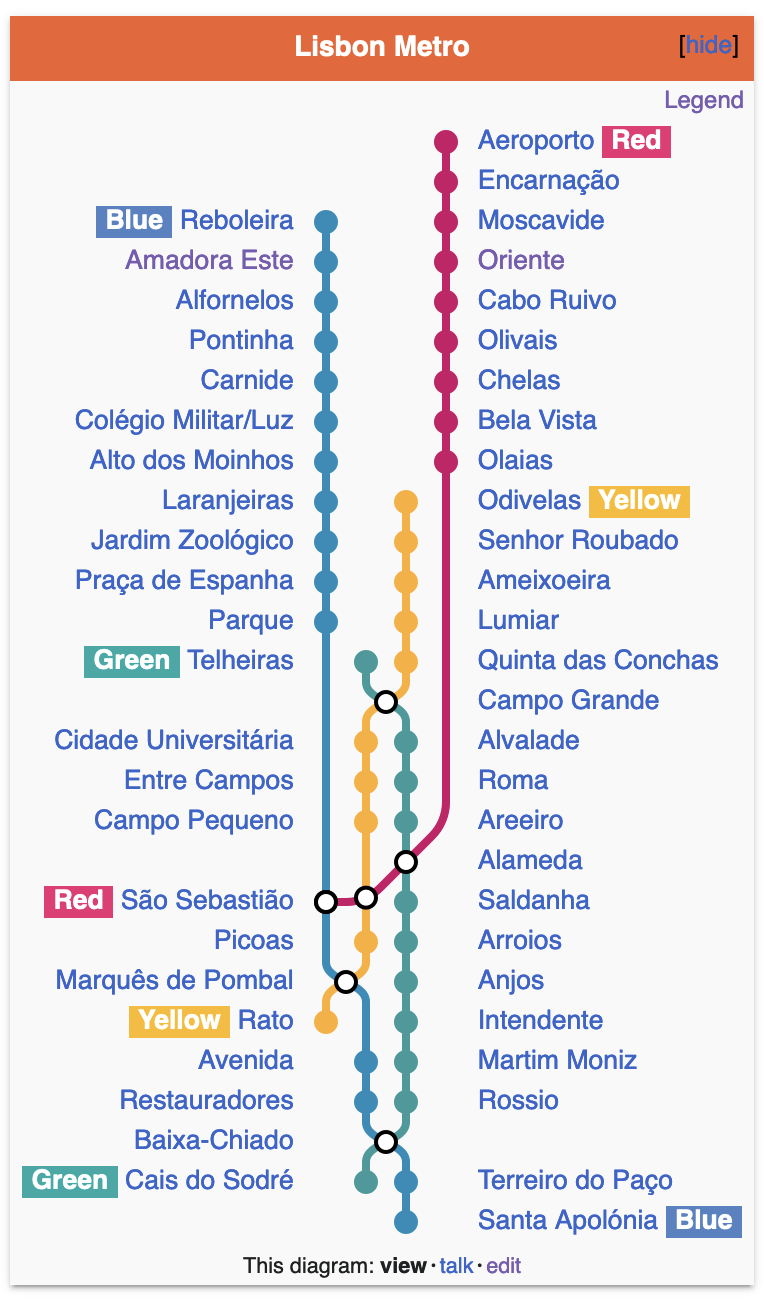 Lisbon Metro [hide]
Legend
Aeroporto Red
Encarnação
Blue Reboleira Moscavide
Amadora Este Oriente
Alfornelos Cabo Ruivo
Pontinha Olivais
Carnide Chelas
Colégio Militar/Luz Bela Vista
Alto dos Moinhos Olaias
Laranjeiras Odivelas Yellow
Jardim Zoológico Senhor Roubado
Praça de Espanha Ameixoeira
Parque Lumiar
Green Telheiras Quinta das Conchas
Campo Grande
Cidade Universitária Alvalade
Entre Campos Roma
Campo Pequeno Areeiro
Alameda
Red São Sebastião Saldanha
Picoas Arroios
Marquês de Pombal Anjos
Yellow Rato Intendente
Avenida Martim Moniz
Restauradores Rossio
Baixa-Chiado
Green Cais do Sodré Terreiro do Paço
Santa Apolónia Blue
This diagram: view · talk · edit